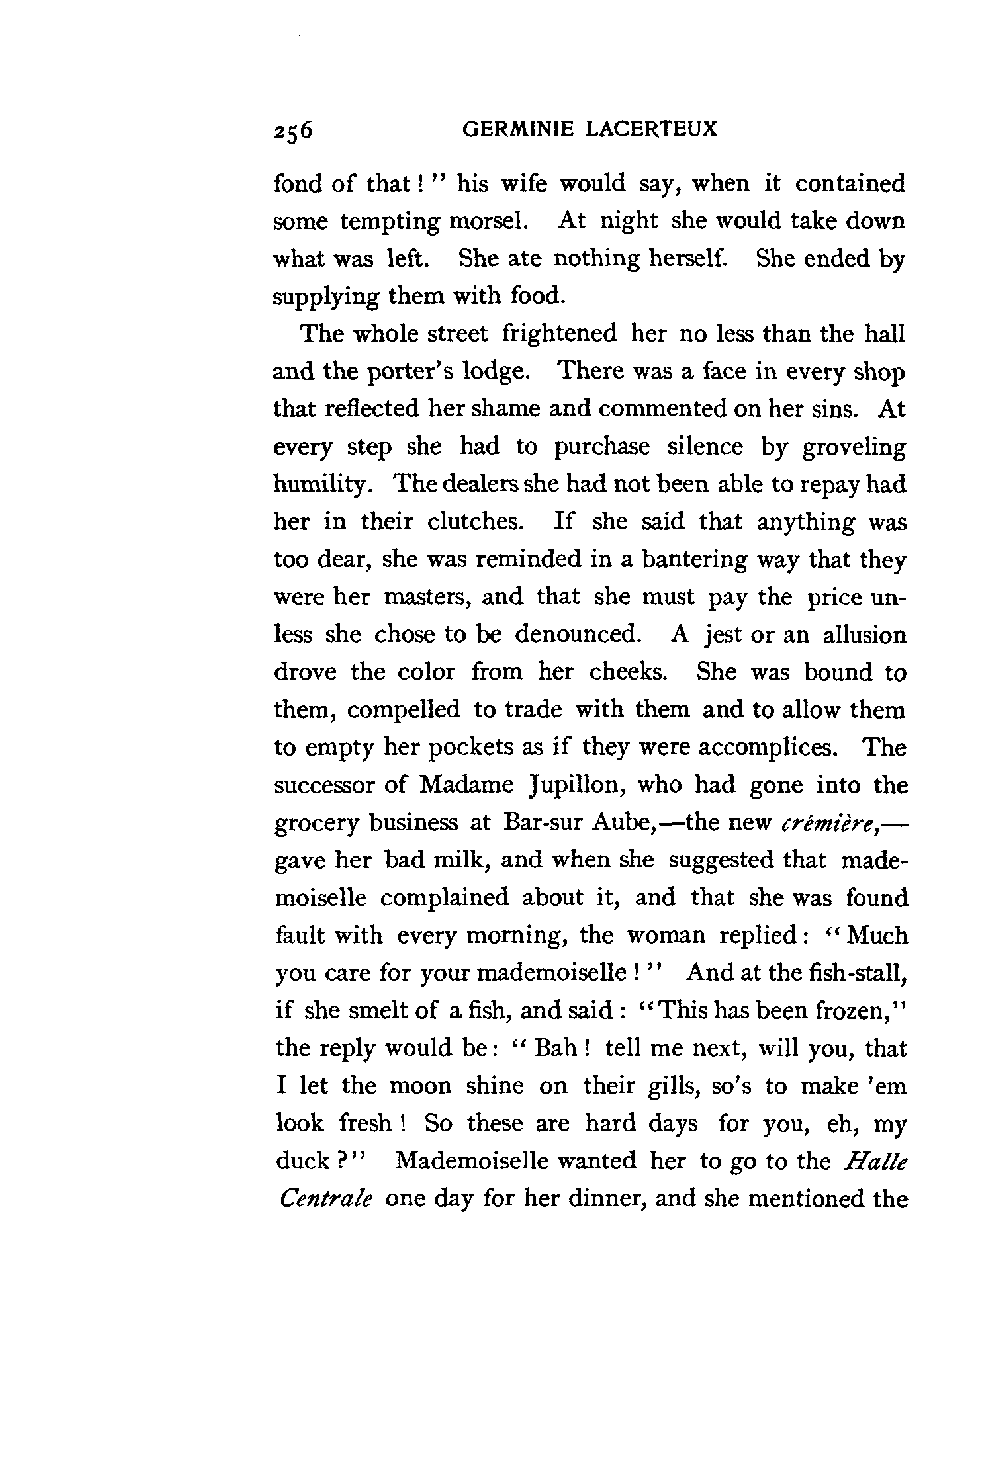 256 GERMINIE LACERTEUX
fond of that ! " his wife would say, when it contained
some tempting morsel. At night she would take down
what was left. She ate nothing herself. She ended by
supplying them with food.
The whole street frightened her no less than the hall
and the porter's lodge. There was a face in every shop
that reflected her shame and commented on her sins. At
every step she had to purchase silence by groveling
humility. The dealers she had not been able to repay had
her in their clutches. If she said that anything was
too dear, she was reminded in a bantering way that they
were her masters, and that she must pay the price un-
less she chose to be denounced. A jest or an allusion
drove the color from her cheeks. She was bound to
them, compelled to trade with them and to allow them
to empty her pockets as if they were accomplices. The
successor of Madame Jupillon, who had gone into the
grocery business at Bar-sur Aube,—the new crémière,—
gave her bad milk, and when she suggested that made-
moiselle complained about it, and that she was found
fault with every morning, the woman replied : " Much
you care for your mademoiselle ! " And at the fish-stall,
if she smelt of a fish, and said : " This has been frozen,"
the reply would be : " Bah ! tell me next, will you, that
I let the moon shine on their gills, so's to make 'em
look fresh ! So these are hard days for you, eh, my
duck ?" Mademoiselle wanted her to go to the Halle
Centrale one day for her dinner, and she mentioned the